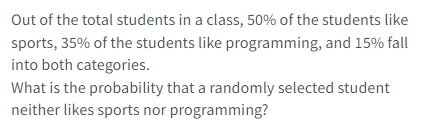 Out of the total students in a class, 50% of the students like
sports, 35% of the students like programming, and 15% fall
into both categories.
What is the probability that a randomly selected student
neither likes sports nor programming?